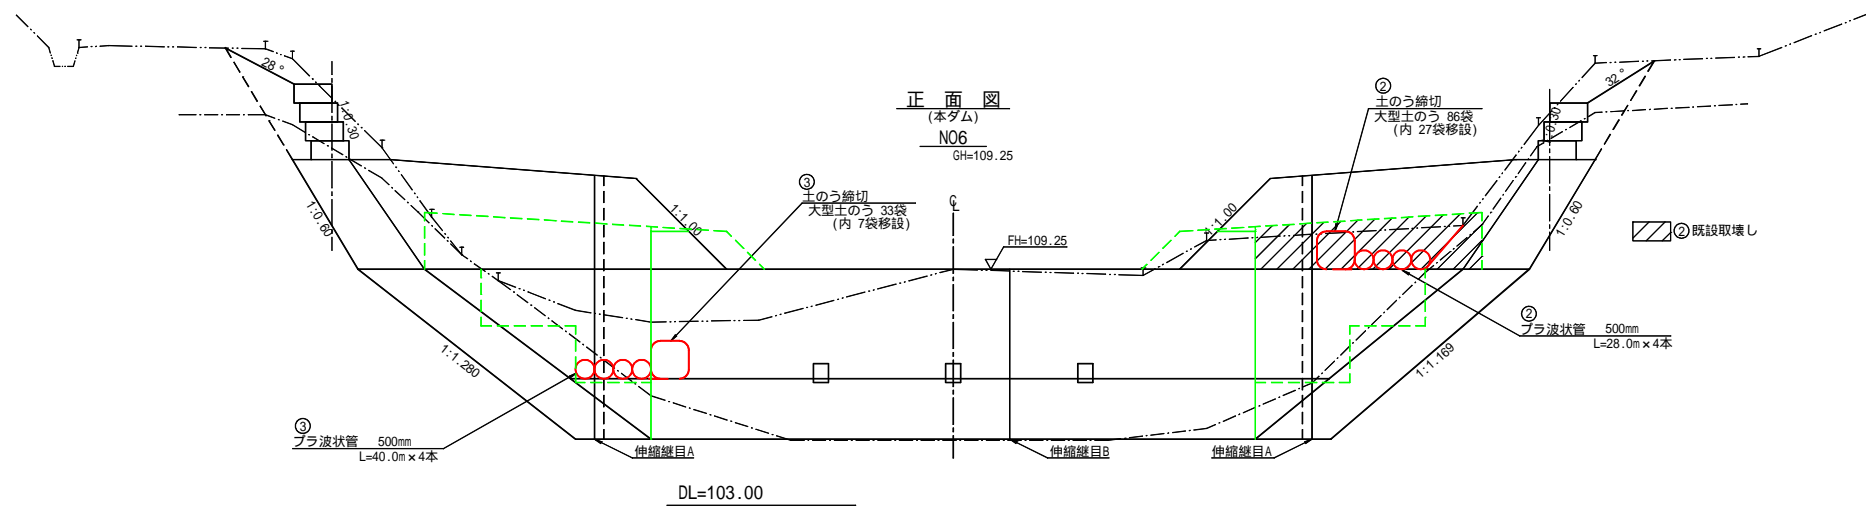 28°
1:0.30
正 面 図
(本ダム)
NO6
GH=109.25
②
土のう締切
大型土のう 86袋
(内 27袋移設)
1:0.30
32°
③
土のう締切
大型土のう 33袋
(内 7袋移設)
℄
FH=109.25
1:0.60
1:1.00
1:1.00
1:0.60
②既設取壊し
1:1.280
②
プラ波状管 500mm
L=28.0m×4本
1:1.169
③
プラ波状管 500mm
L=40.0m×4本
伸縮継目A
伸縮継目B
伸縮継目A
DL=103.00